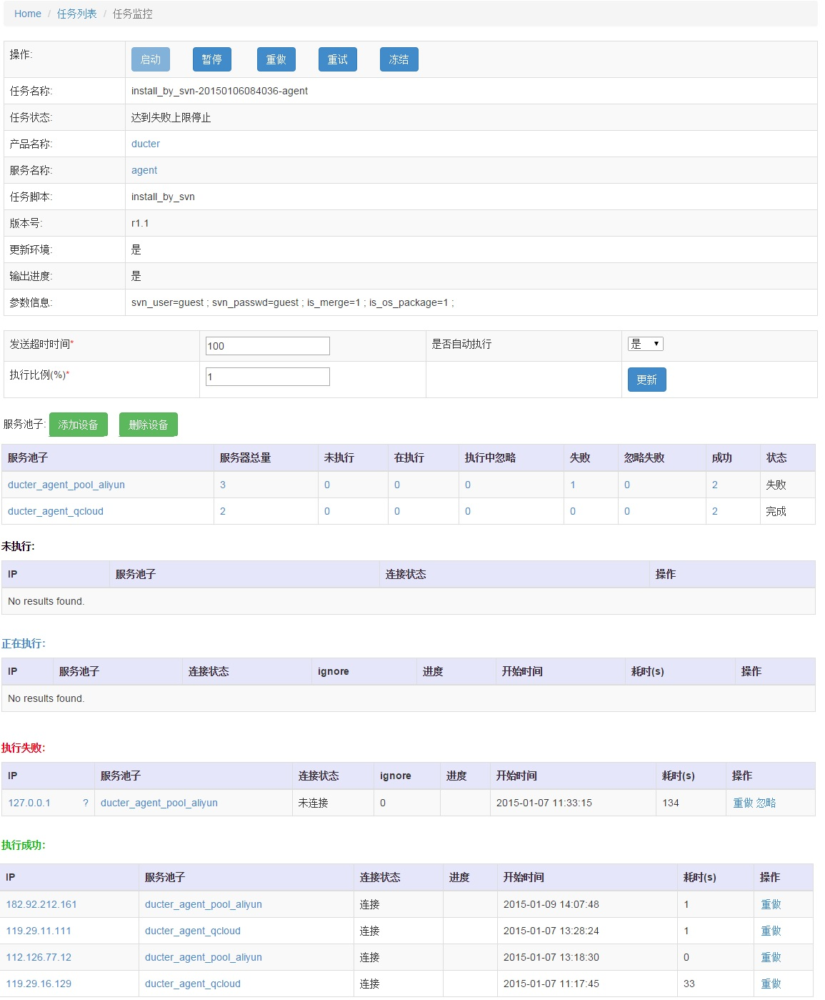 Home / 任务列表 / 任务监控
操作: 启动 暂停 重做 重试 冻结
任务名称: install_by_svn-20150106084036-agent
任务状态: 达到失败上限停止
产品名称: ducter
服务名称: agent
任务脚本: install_by_svn
版本号: r1.1
更新环境: 是
输出进度: 是
参数信息: svn_user=guest ; svn_passwd=guest ; is_merge=1 ; is_os_package=1 ;
发送超时时间* 100 是否自动执行 是
执行比例(%)* 1 更新
服务池子: 添加设备 删除设备
服务池子 服务器总量 未执行 在执行 执行中忽略 失败 忽略失败 成功 状态
ducter_agent_pool_aliyun 3 0 0 0 1 0 2 失败
ducter_agent_qcloud 2 0 0 0 0 0 2 完成
未执行:
IP 服务池子 连接状态 操作
No results found.
正在执行:
IP 服务池子 连接状态 ignore 进度 开始时间 耗时(s) 操作
No results found.
执行失败:
IP 服务池子 连接状态 ignore 进度 开始时间 耗时(s) 操作
127.0.0.1 ? ducter_agent_pool_aliyun 未连接 0 2015-01-07 11:33:15 134 重做 忽略
执行成功:
IP 服务池子 连接状态 进度 开始时间 耗时(s) 操作
182.92.212.161 ducter_agent_pool_aliyun 连接 2015-01-09 14:07:48 1 重做
119.29.11.111 ducter_agent_qcloud 连接 2015-01-07 13:28:24 1 重做
112.126.77.12 ducter_agent_pool_aliyun 连接 2015-01-07 13:18:30 0 重做
119.29.16.129 ducter_agent_qcloud 连接 2015-01-07 11:17:45 33 重做